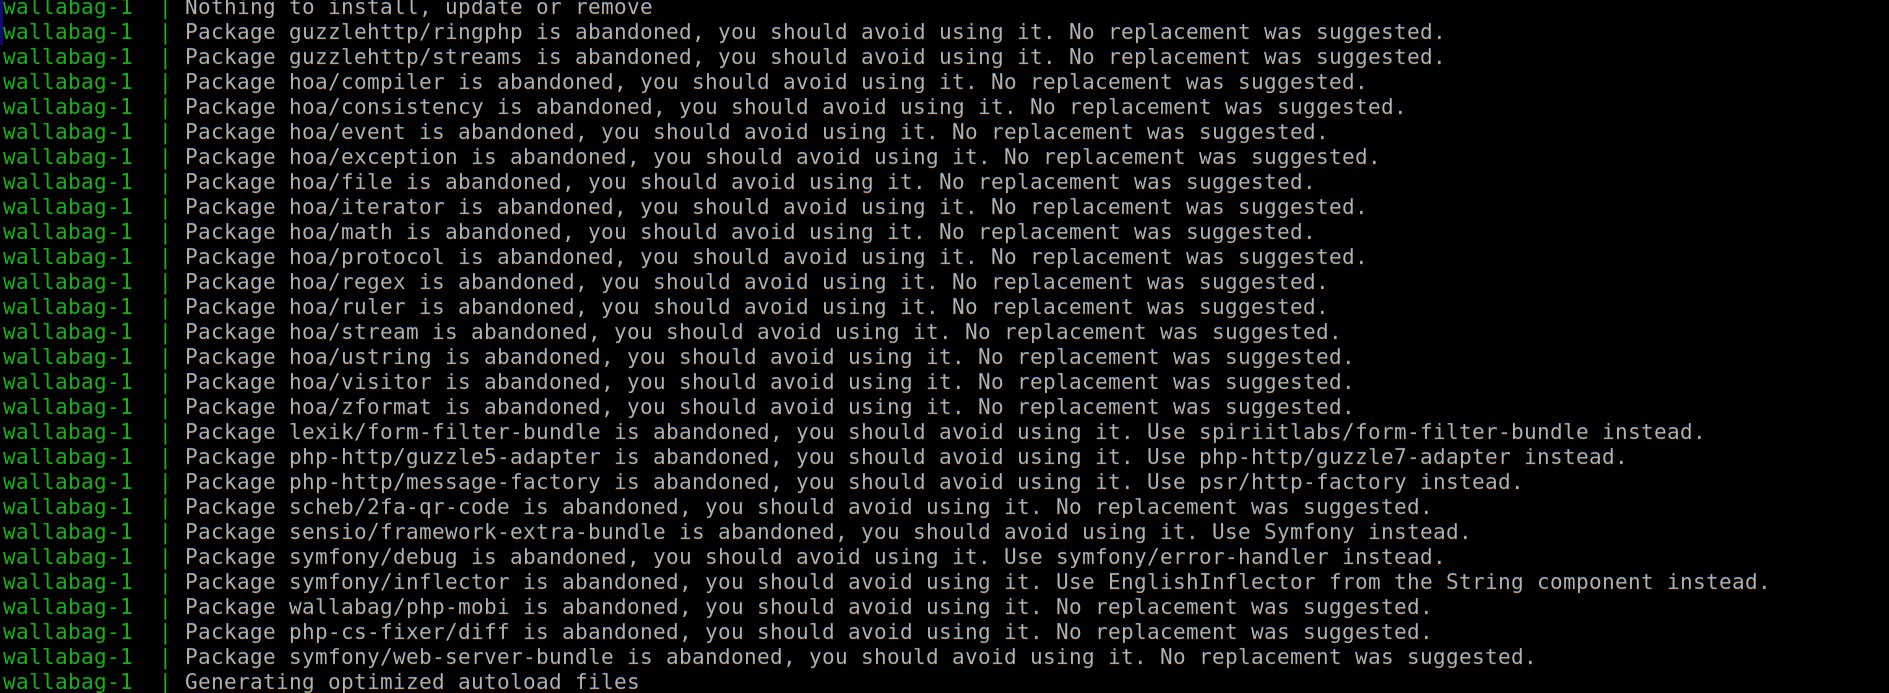 wallabag-1 | Nothing to install, update or remove
wallabag-1 | Package guzzlehttp/ringphp is abandoned, you should avoid using it. No replacement was suggested.
wallabag-1 | Package guzzlehttp/streams is abandoned, you should avoid using it. No replacement was suggested.
wallabag-1 | Package hoa/compiler is abandoned, you should avoid using it. No replacement was suggested.
wallabag-1 | Package hoa/consistency is abandoned, you should avoid using it. No replacement was suggested.
wallabag-1 | Package hoa/event is abandoned, you should avoid using it. No replacement was suggested.
wallabag-1 | Package hoa/exception is abandoned, you should avoid using it. No replacement was suggested.
wallabag-1 | Package hoa/file is abandoned, you should avoid using it. No replacement was suggested.
wallabag-1 | Package hoa/iterator is abandoned, you should avoid using it. No replacement was suggested.
wallabag-1 | Package hoa/math is abandoned, you should avoid using it. No replacement was suggested.
wallabag-1 | Package hoa/protocol is abandoned, you should avoid using it. No replacement was suggested.
wallabag-1 | Package hoa/regex is abandoned, you should avoid using it. No replacement was suggested.
wallabag-1 | Package hoa/ruler is abandoned, you should avoid using it. No replacement was suggested.
wallabag-1 | Package hoa/stream is abandoned, you should avoid using it. No replacement was suggested.
wallabag-1 | Package hoa/ustring is abandoned, you should avoid using it. No replacement was suggested.
wallabag-1 | Package hoa/visitor is abandoned, you should avoid using it. No replacement was suggested.
wallabag-1 | Package hoa/zformat is abandoned, you should avoid using it. No replacement was suggested.
wallabag-1 | Package lexik/form-filter-bundle is abandoned, you should avoid using it. Use spiriitlabs/form-filter-bundle instead.
wallabag-1 | Package php-http/guzzle5-adapter is abandoned, you should avoid using it. Use php-http/guzzle7-adapter instead.
wallabag-1 | Package php-http/message-factory is abandoned, you should avoid using it. Use psr/http-factory instead.
wallabag-1 | Package scheb/2fa-qr-code is abandoned, you should avoid using it. No replacement was suggested.
wallabag-1 | Package sensio/framework-extra-bundle is abandoned, you should avoid using it. Use Symfony instead.
wallabag-1 | Package symfony/debug is abandoned, you should avoid using it. Use symfony/error-handler instead.
wallabag-1 | Package symfony/inflector is abandoned, you should avoid using it. Use EnglishInflector from the String component instead.
wallabag-1 | Package wallabag/php-mobi is abandoned, you should avoid using it. No replacement was suggested.
wallabag-1 | Package php-cs-fixer/diff is abandoned, you should avoid using it. No replacement was suggested.
wallabag-1 | Package symfony/web-server-bundle is abandoned, you should avoid using it. No replacement was suggested.
wallabag-1 | Generating optimized autoload files